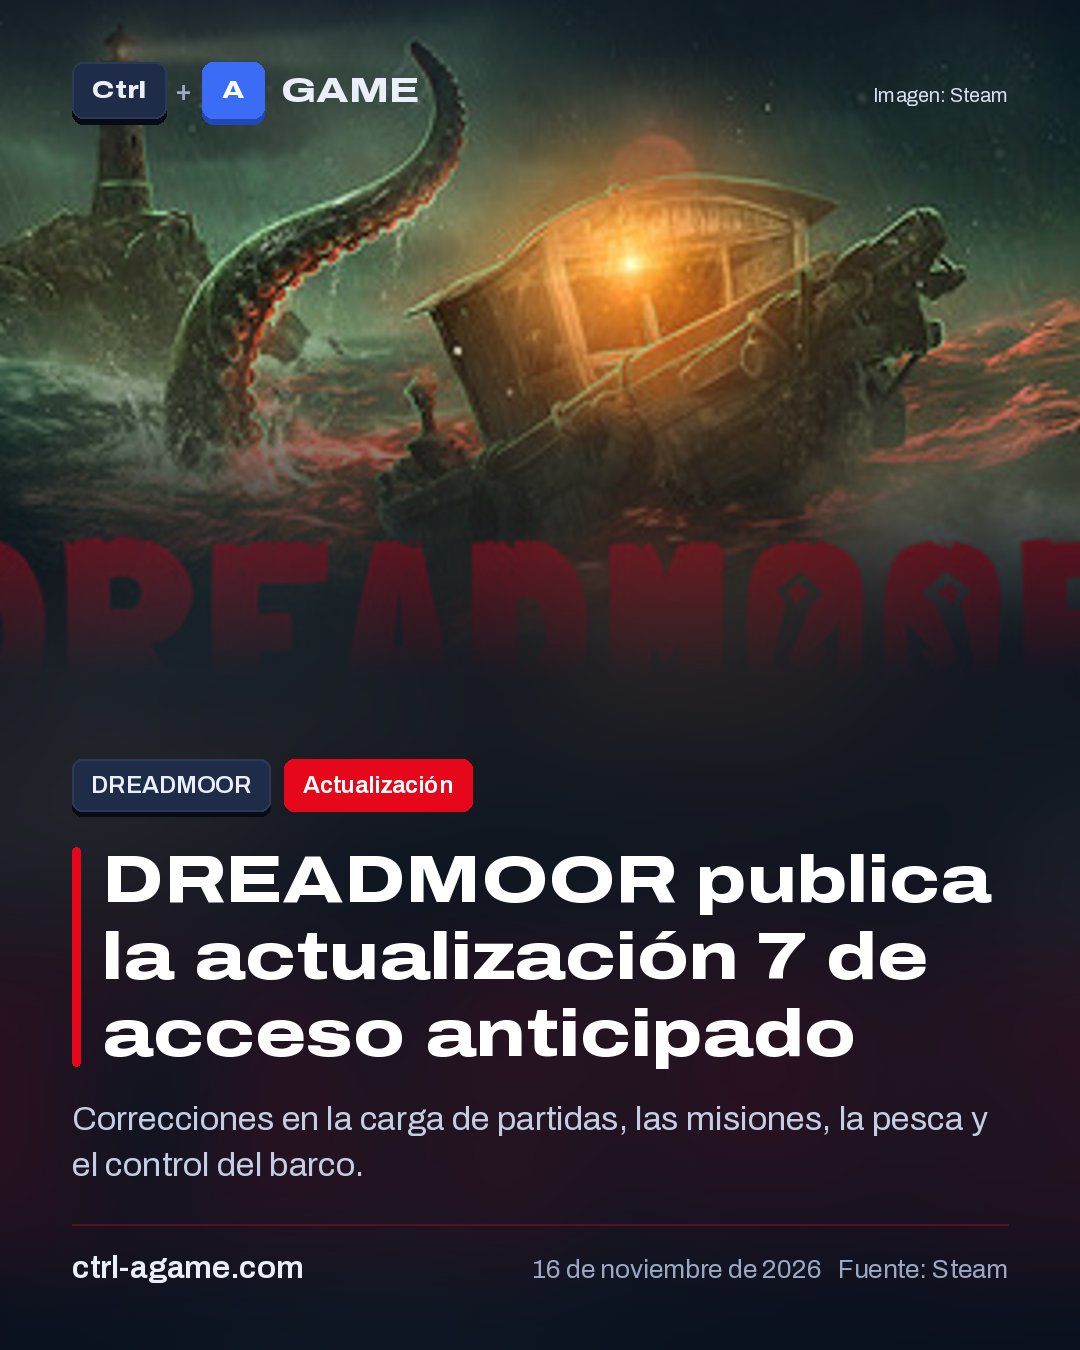 Ctrl + A GAME
Imagen: Steam
DREADMOOR
DREADMOOR Actualización
DREADMOOR publica
la actualización 7 de
acceso anticipado
Correcciones en la carga de partidas, las misiones, la pesca y
el control del barco.
ctrl-agame.com
16 de noviembre de 2026 Fuente: Steam